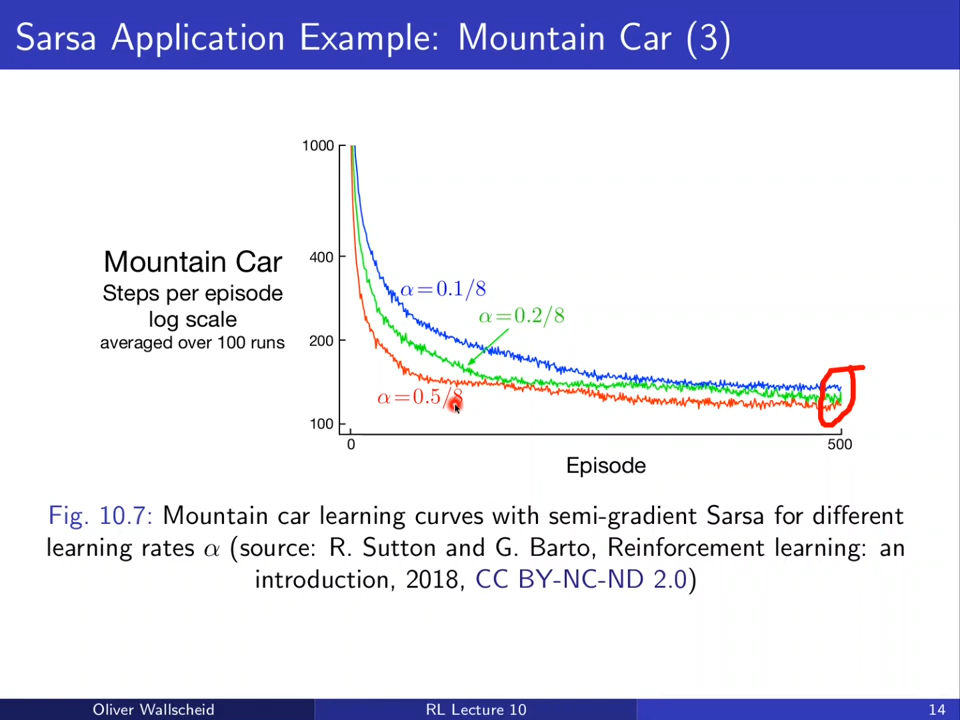 Sarsa Application Example: Mountain Car (3)
1000
400
200
100
Mountain Car
Steps per episode
log scale
averaged over 100 runs
α=0.1/8
α=0.2/8
α=0.5/8
0
500
Episode
Fig. 10.7: Mountain car learning curves with semi-gradient Sarsa for different
learning rates α (source: R. Sutton and G. Barto, Reinforcement learning: an
introduction, 2018, CC BY-NC-ND 2.0)
Oliver Wallscheid
RL Lecture 10
14